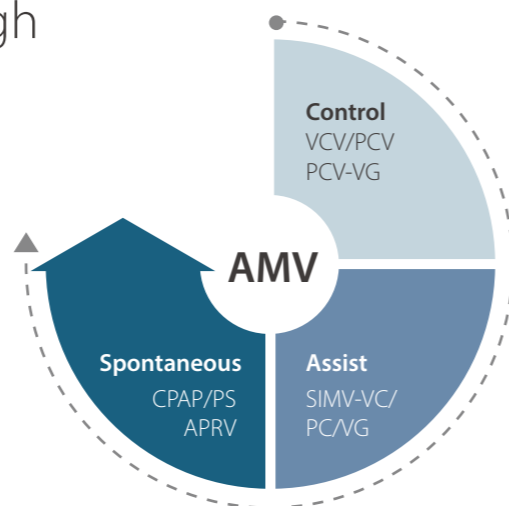 gh
Control
VCV/PCV
PCV-VG
AMV
Spontaneous
CPAP/PS
APRV
Assist
SIMV-VC/
PC/VG